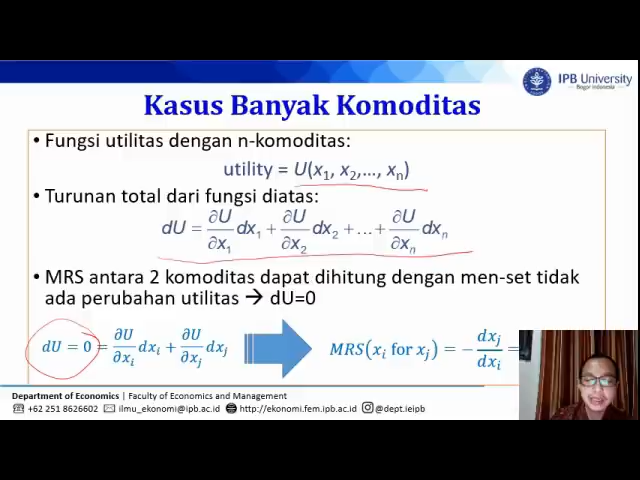 IPB University
Bogor Indonesia
Kasus Banyak Komoditas
• Fungsi utilitas dengan n-komoditas:
utility = U(x₁, x₂,…, xₙ)
• Turunan total dari fungsi diatas:
dU = ∂U/∂x₁ dx₁ + ∂U/∂x₂ dx₂ + … + ∂U/∂xₙ dxₙ
• MRS antara 2 komoditas dapat dihitung dengan men-set tidak
ada perubahan utilitas → dU=0
dU = 0 = ∂U/∂xᵢ dxᵢ + ∂U/∂xⱼ dxⱼ
MRS(xᵢ for xⱼ) = − dxⱼ/dxᵢ =
Department of Economics | Faculty of Economics and Management
+62 251 8626602 ilmu_ekonomi@ipb.ac.id http://ekonomi.fem.ipb.ac.id @dept.ieipb